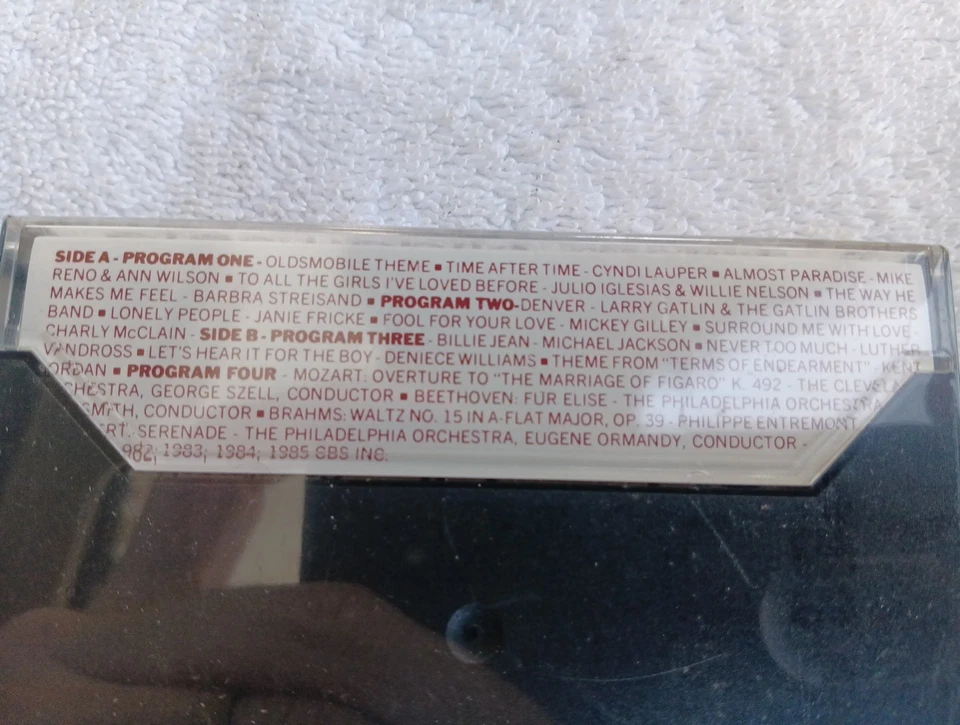 SIDE A - PROGRAM ONE - OLDSMOBILE THEME ■ TIME AFTER TIME - CYNDI LAUPER ■ ALMOST PARADISE - MIKE
RENO & ANN WILSON ■ TO ALL THE GIRLS I'VE LOVED BEFORE - JULIO IGLESIAS & WILLIE NELSON ■ THE WAY HE
MAKES ME FEEL - BARBRA STREISAND ■ PROGRAM TWO-DENVER - LARRY GATLIN & THE GATLIN BROTHERS
BAND ■ LONELY PEOPLE - JANIE FRICKE ■ FOOL FOR YOUR LOVE - MICKEY GILLEY ■ SURROUND ME WITH LOVE -
CHARLY McCLAIN - SIDE B - PROGRAM THREE - BILLIE JEAN - MICHAEL JACKSON ■ NEVER TOO MUCH - LUTHER
VANDROSS ■ LET'S HEAR IT FOR THE BOY - DENIECE WILLIAMS ■ THEME FROM "TERMS OF ENDEARMENT" - KENT
JORDAN ■ PROGRAM FOUR - MOZART: OVERTURE TO "THE MARRIAGE OF FIGARO" K. 492 - THE CLEVELA
CHESTRA, GEORGE SZELL, CONDUCTOR ■ BEETHOVEN: FUR ELISE - THE PHILADELPHIA ORCHESTRA
SMITH, CONDUCTOR ■ BRAHMS: WALTZ NO. 15 IN A-FLAT MAJOR, OP. 39 - PHILIPPE ENTREMONT
ERT: SERENADE - THE PHILADELPHIA ORCHESTRA, EUGENE ORMANDY, CONDUCTOR -
1983; 1984; 1985 CBS INC.